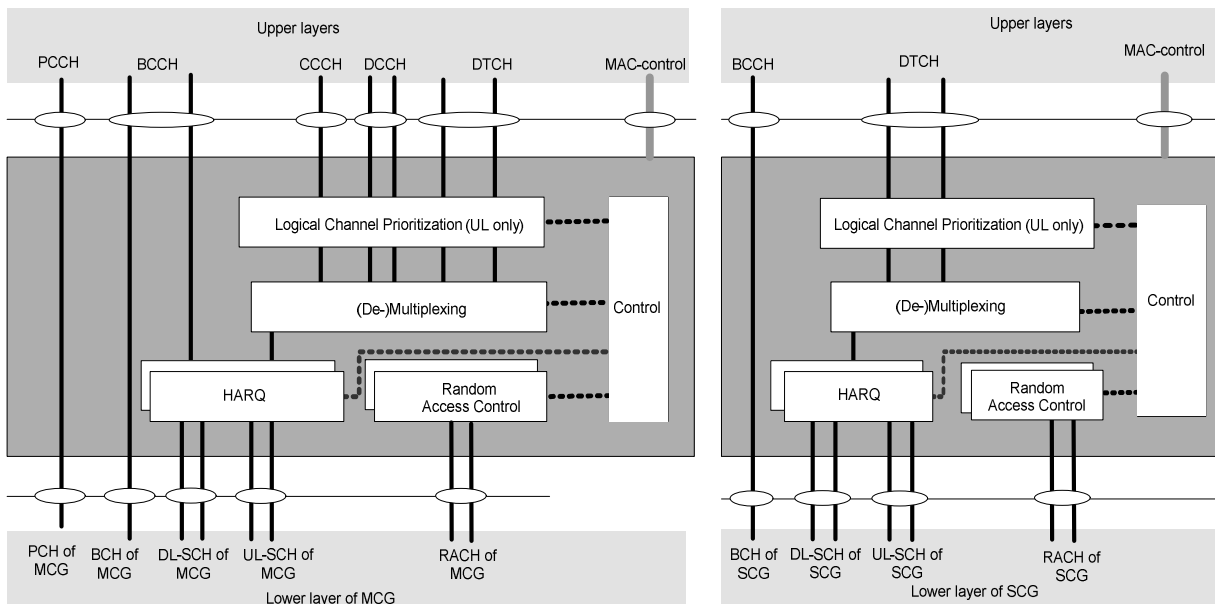 Upper layers
PCCH BCCH CCCH DCCH DTCH MAC-control
Logical Channel Prioritization (UL only)
(De-)Multiplexing
Control
HARQ
Random
Access Control
PCH of
MCG
BCH of
MCG
DL-SCH of
MCG
UL-SCH of
MCG
RACH of
MCG
Lower layer of MCG
Upper layers
BCCH DTCH MAC-control
Logical Channel Prioritization (UL only)
(De-)Multiplexing
Control
HARQ
Random
Access Control
BCH of
SCG
DL-SCH of
SCG
UL-SCH of
SCG
RACH of
SCG
Lower layer of SCG